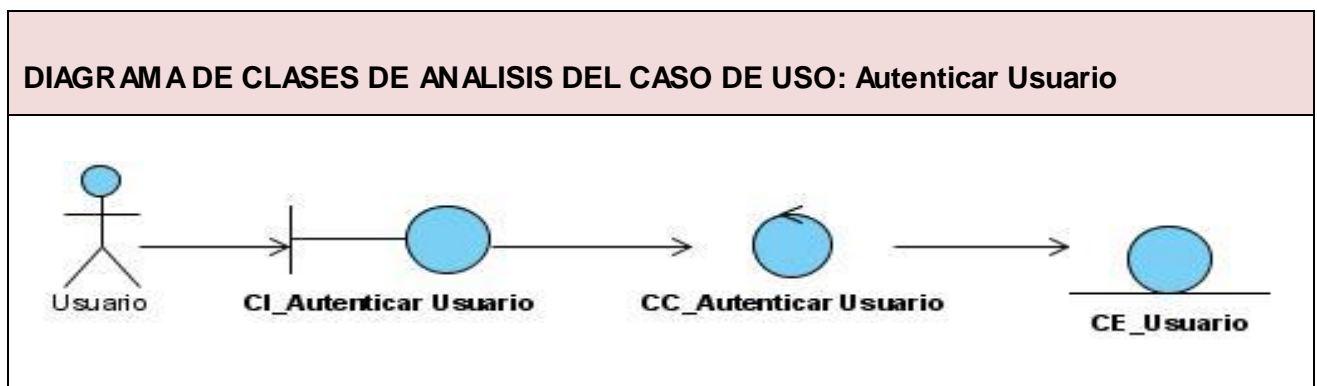 DIAGRAMA DE CLASES DE ANALISIS DEL CASO DE USO: Autenticar Usuario
Usuario
CI_Autenticar Usuario
CC_Autenticar Usuario
CE_Usuario